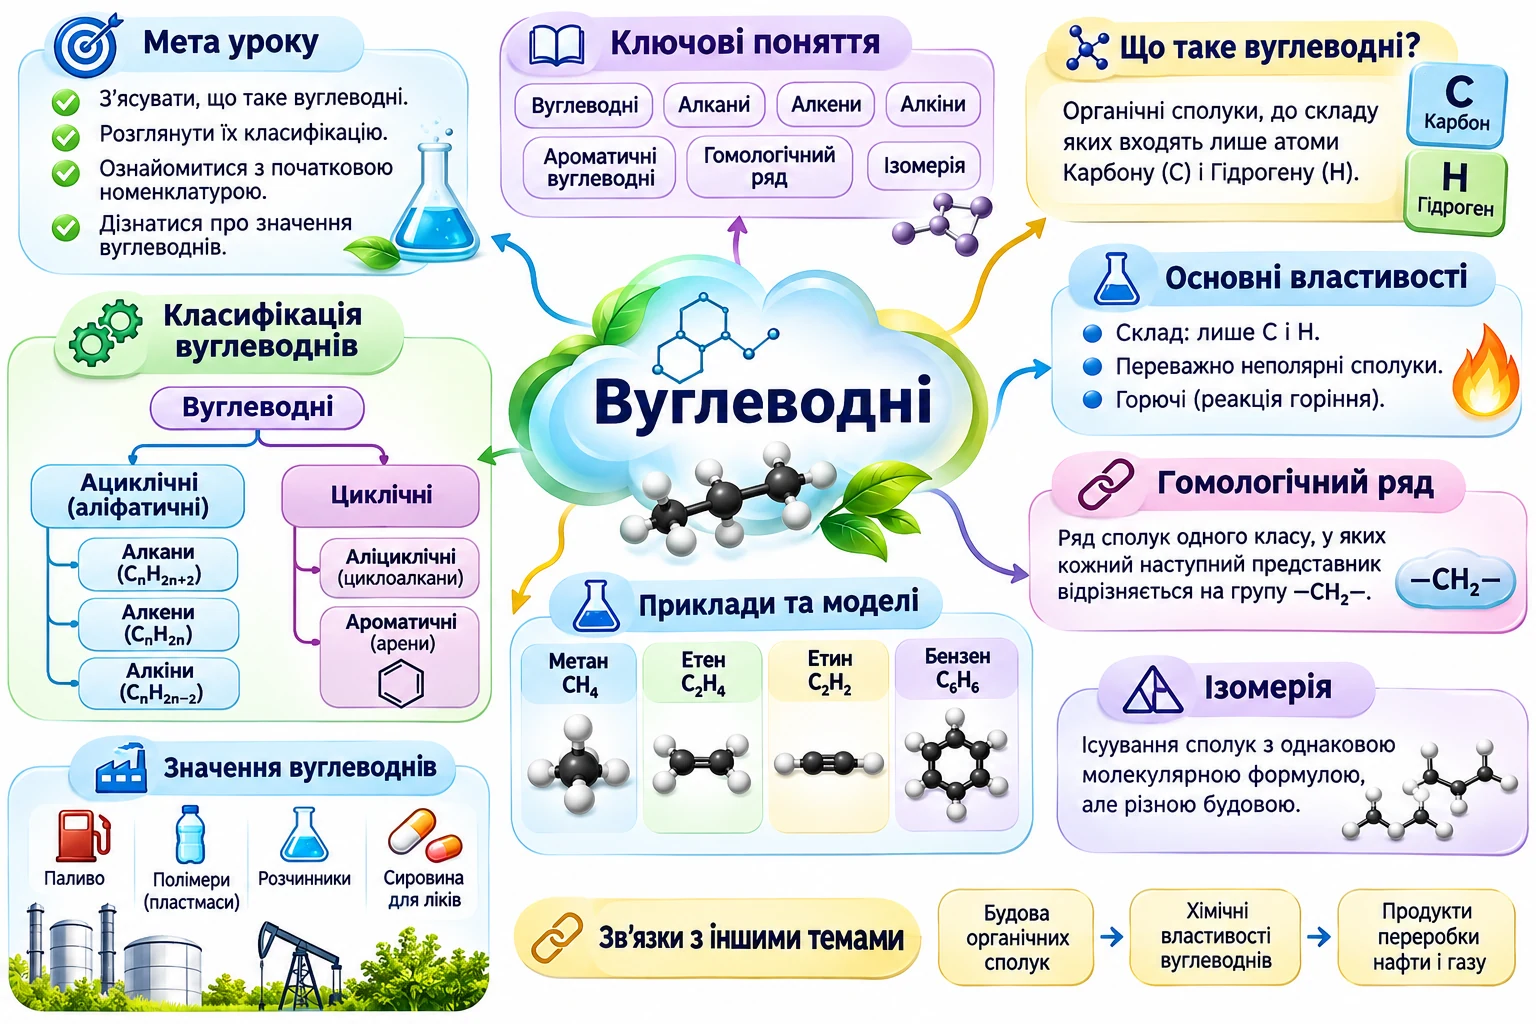 Мета уроку
З'ясувати, що таке вуглеводні.
Розглянути їх класифікацію.
Ознайомитися з початковою
номенклатурою.
Дізнатися про значення
вуглеводнів.
Ключові поняття
Вуглеводні
Алкани
Алкени
Алкіни
Ароматичні
вуглеводні
Гомологічний
ряд
Ізомерія
Що таке вуглеводні?
Органічні сполуки, до складу
яких входять лише атоми
Карбону (C) і Гідрогену (H).
C
Карбон
H
Гідроген
Вуглеводні
Основні властивості
Склад: лише C і H.
Переважно неполярні сполуки.
Горючі (реакція горіння).
Класифікація
вуглеводнів
Вуглеводні
Ациклічні
(аліфатичні)
Алкани
(CₙH₂ₙ₊₂)
Алкени
(CₙH₂ₙ)
Алкіни
(CₙH₂ₙ₋₂)
Циклічні
Аліциклічні
(циклоалкани)
Ароматичні
(арени)
Гомологічний ряд
Ряд сполук одного класу, у яких
кожний наступний представник
відрізняється на групу —CH₂—.
—CH₂—
Приклади та моделі
Метан
CH₄
Етен
C₂H₄
Етин
C₂H₂
Бензен
C₆H₆
Ізомерія
Ісуування сполук з однаковою
молекулярною формулою,
але різною будовою.
Значення вуглеводнів
Паливо
Полімери
(пластмаси)
Розчинники
Сировина
для ліків
Зв'язки з іншими темами
Будова
органічних
сполук
Хімічні
властивості
вуглеводнів
Продукти
переробки
нафти і газу